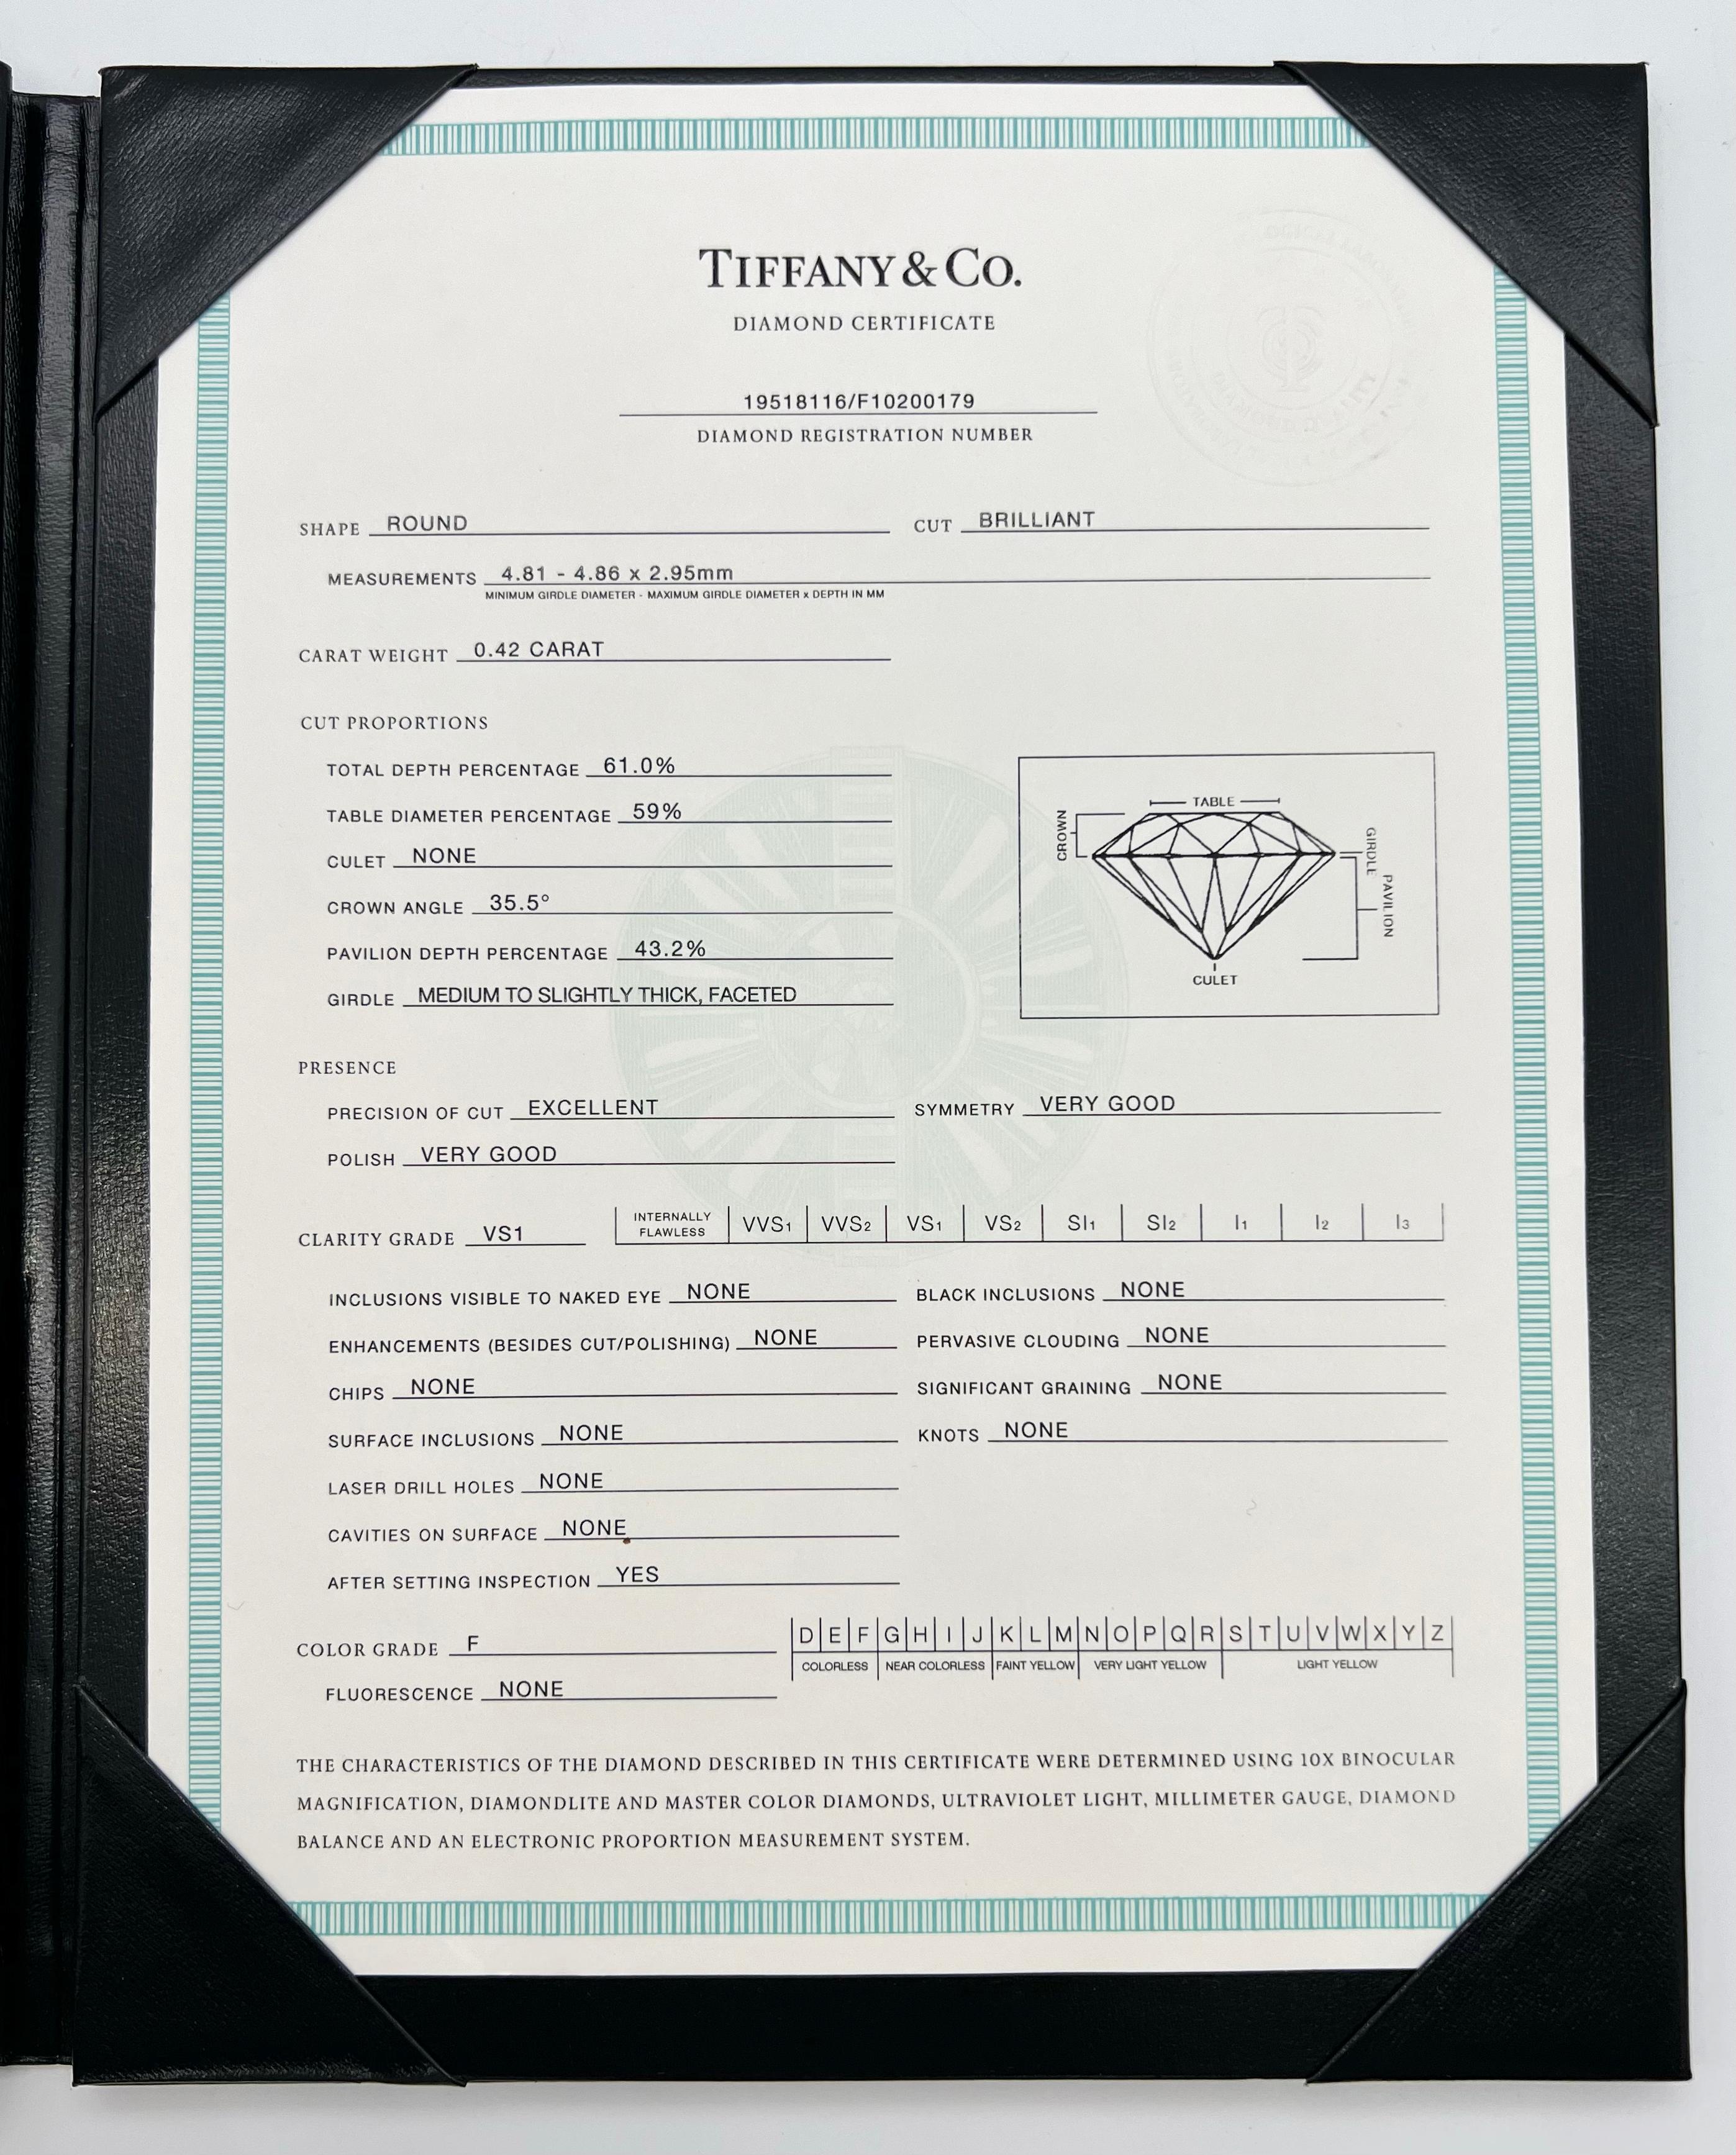 TIFFANY & CO.
DIAMOND CERTIFICATE
19518116/F10200179
DIAMOND REGISTRATION NUMBER
SHAPE ROUND CUT BRILLIANT
MEASUREMENTS 4.81 - 4.86 x 2.95mm
MINIMUM GIRDLE DIAMETER - MAXIMUM GIRDLE DIAMETER x DEPTH IN MM
CARAT WEIGHT 0.42 CARAT
CUT PROPORTIONS
TOTAL DEPTH PERCENTAGE 61.0%
TABLE DIAMETER PERCENTAGE 59%
CULET NONE
CROWN ANGLE 35.5°
PAVILION DEPTH PERCENTAGE 43.2%
GIRDLE MEDIUM TO SLIGHTLY THICK, FACETED
TABLE
CROWN
GIRDLE
PAVILION
CULET
PRESENCE
PRECISION OF CUT EXCELLENT SYMMETRY VERY GOOD
POLISH VERY GOOD
CLARITY GRADE VS1 INTERNALLY FLAWLESS VVS1 VVS2 VS1 VS2 SI1 SI2 I1 I2 I3
INCLUSIONS VISIBLE TO NAKED EYE NONE BLACK INCLUSIONS NONE
ENHANCEMENTS (BESIDES CUT/POLISHING) NONE PERVASIVE CLOUDING NONE
CHIPS NONE SIGNIFICANT GRAINING NONE
SURFACE INCLUSIONS NONE KNOTS NONE
LASER DRILL HOLES NONE
CAVITIES ON SURFACE NONE
AFTER SETTING INSPECTION YES
COLOR GRADE F D E F G H I J K L M N O P Q R S T U V W X Y Z
COLORLESS NEAR COLORLESS FAINT YELLOW VERY LIGHT YELLOW LIGHT YELLOW
FLUORESCENCE NONE
THE CHARACTERISTICS OF THE DIAMOND DESCRIBED IN THIS CERTIFICATE WERE DETERMINED USING 10X BINOCULAR
MAGNIFICATION, DIAMONDLITE AND MASTER COLOR DIAMONDS, ULTRAVIOLET LIGHT, MILLIMETER GAUGE, DIAMOND
BALANCE AND AN ELECTRONIC PROPORTION MEASUREMENT SYSTEM.